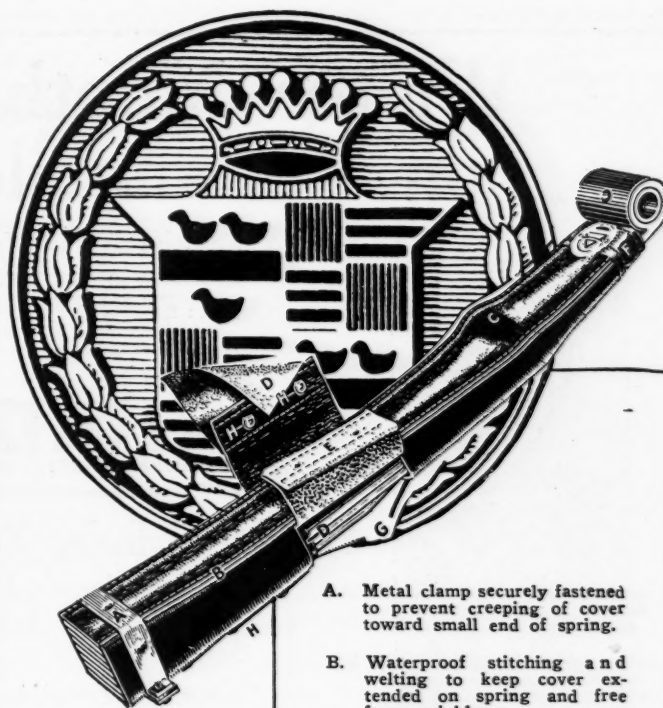 D
H
H
C
E
D
G
B
A
H
A. Metal clamp securely fastened
to prevent creeping of cover
toward small end of spring.
B. Waterproof stitching and
welting to keep cover ex-
tended on spring and free